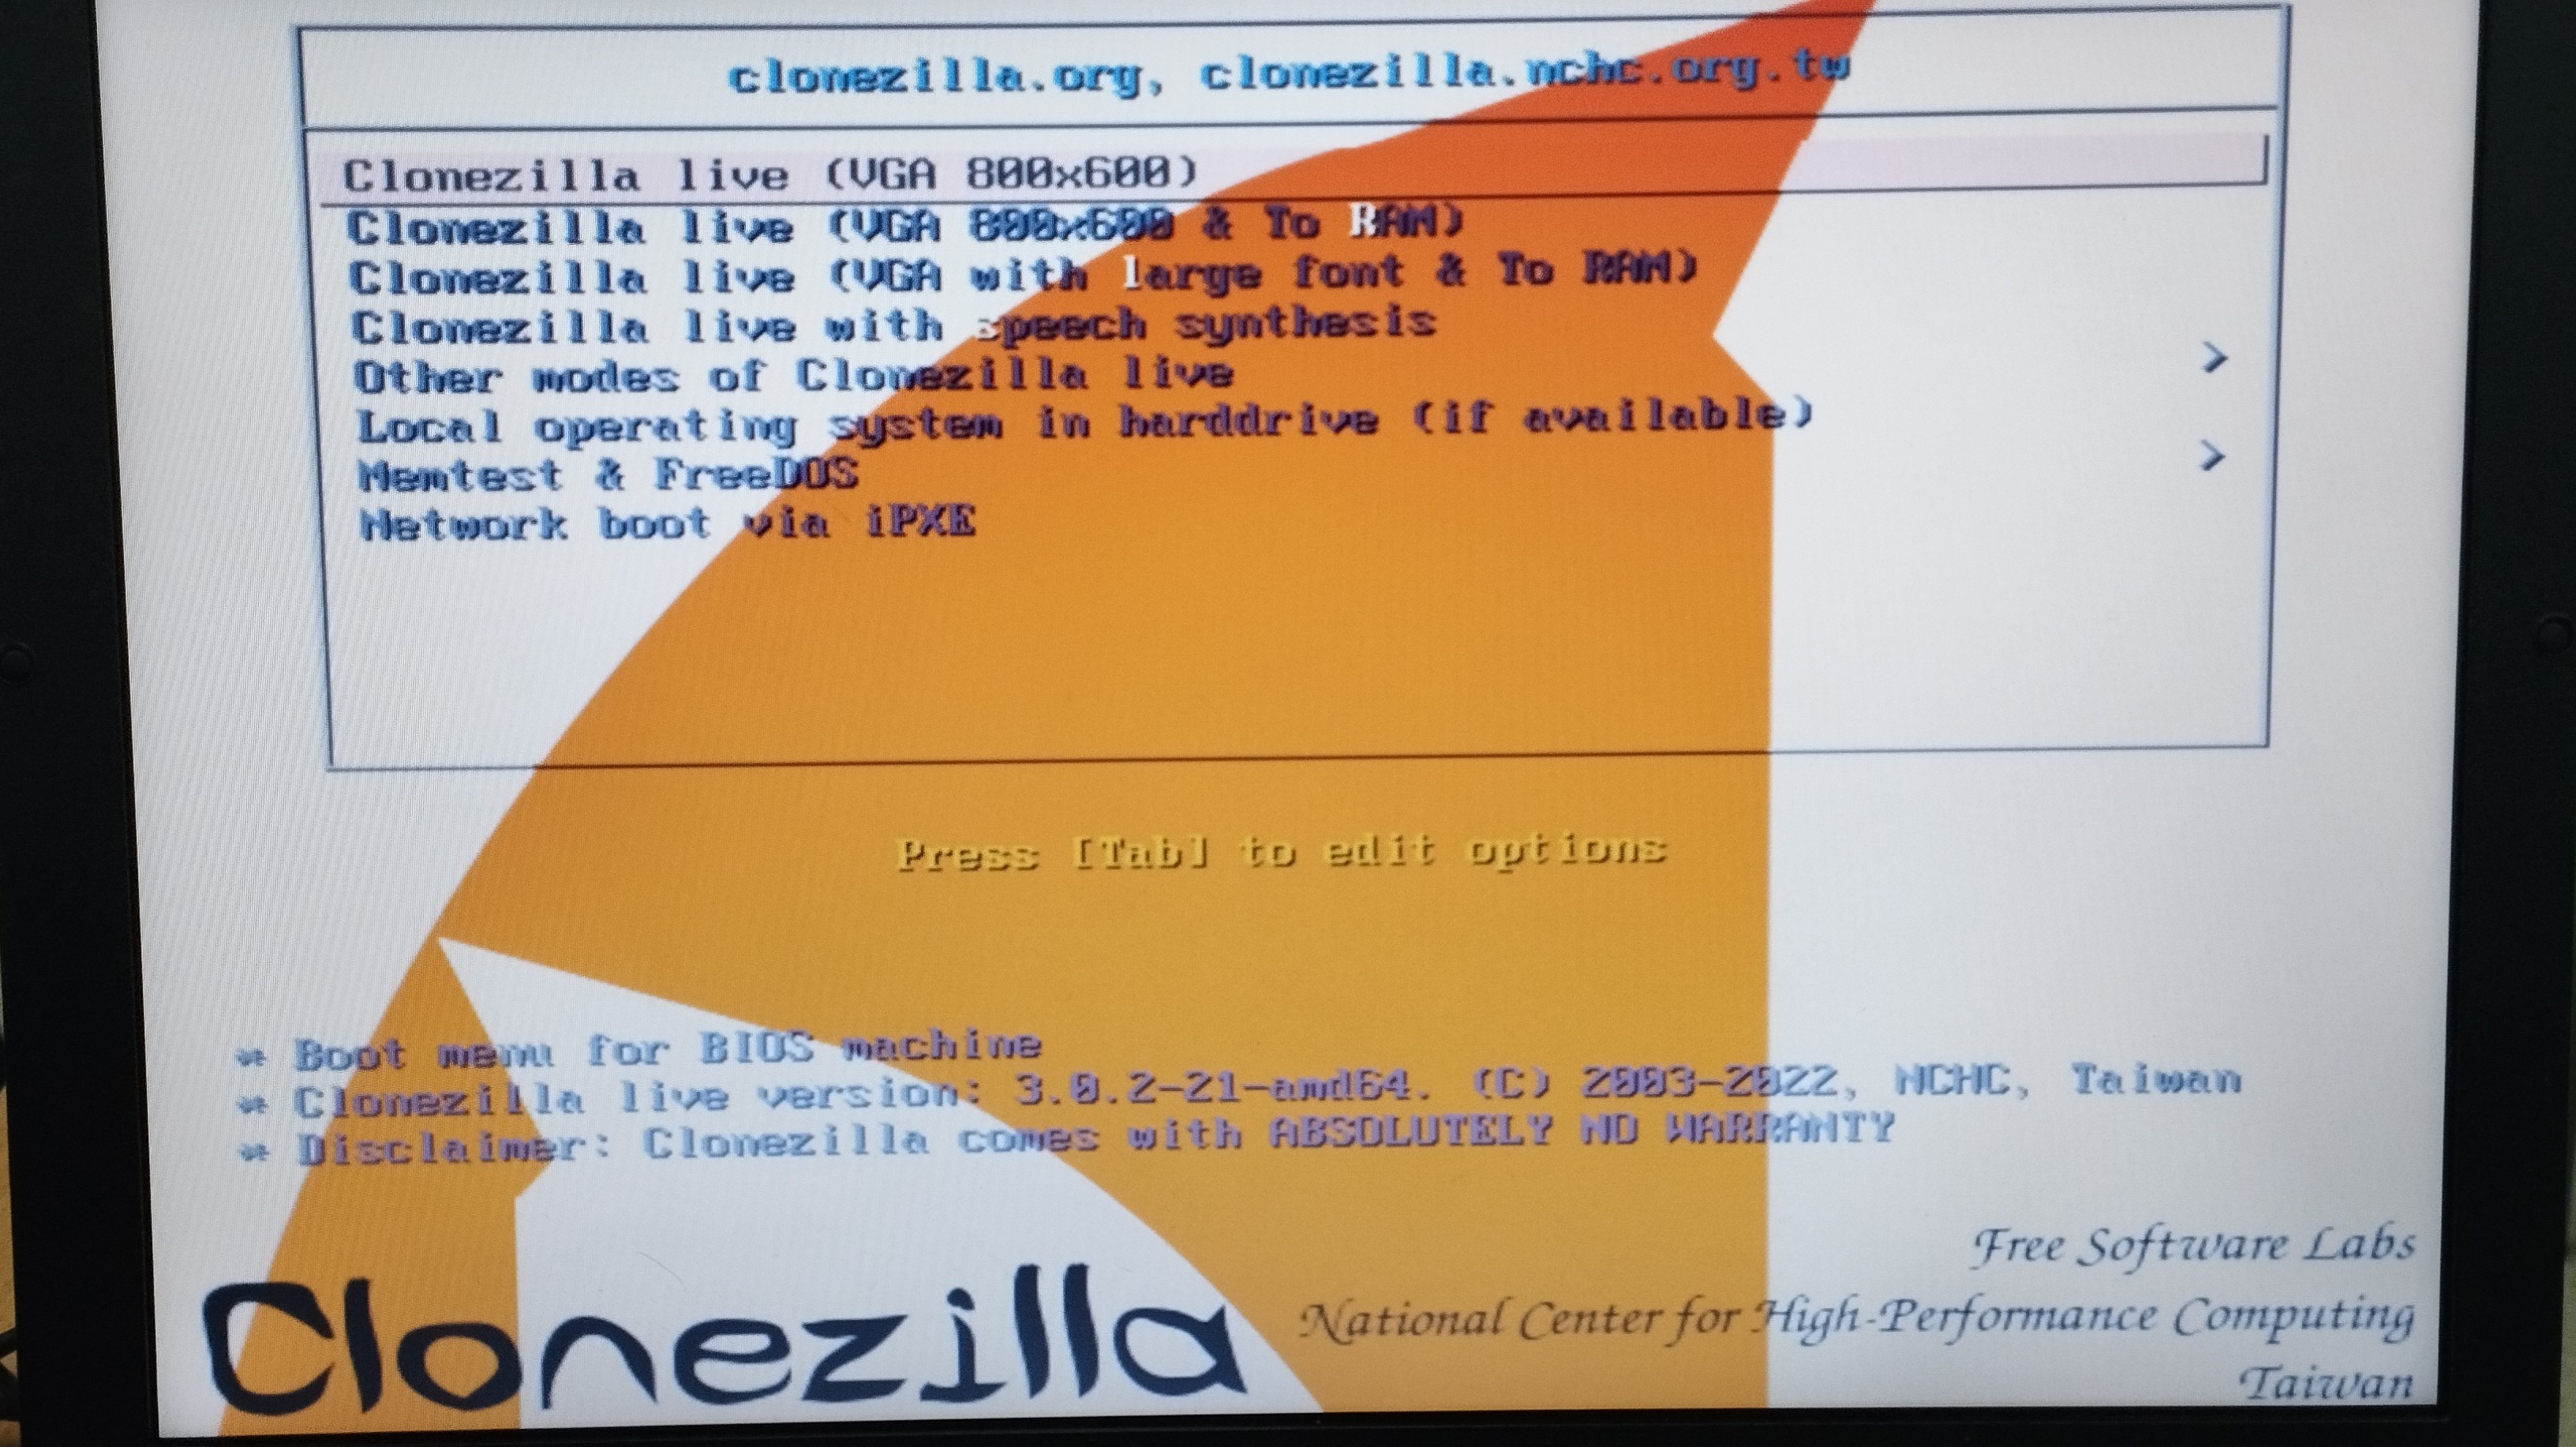 clonezilla.org, clonezilla.nchc.org.tw
Clonezilla live (VGA 800x600)
Clonezilla live (VGA 800x600 & To RAM)
Clonezilla live (VGA with large font & To RAM)
Clonezilla live with speech synthesis
Other modes of Clonezilla live >
Local operating system in harddrive (if available)
Memtest & FreeDOS >
Network boot via iPXE
Press [Tab] to edit options
* Boot menu for BIOS machine
* Clonezilla live version: 3.0.2-21-amd64. (C) 2003-2022, NCHC, Taiwan
* Disclaimer: Clonezilla comes with ABSOLUTELY NO WARRANTY
Free Software Labs
Clonezilla National Center for High-Performance Computing
Taiwan